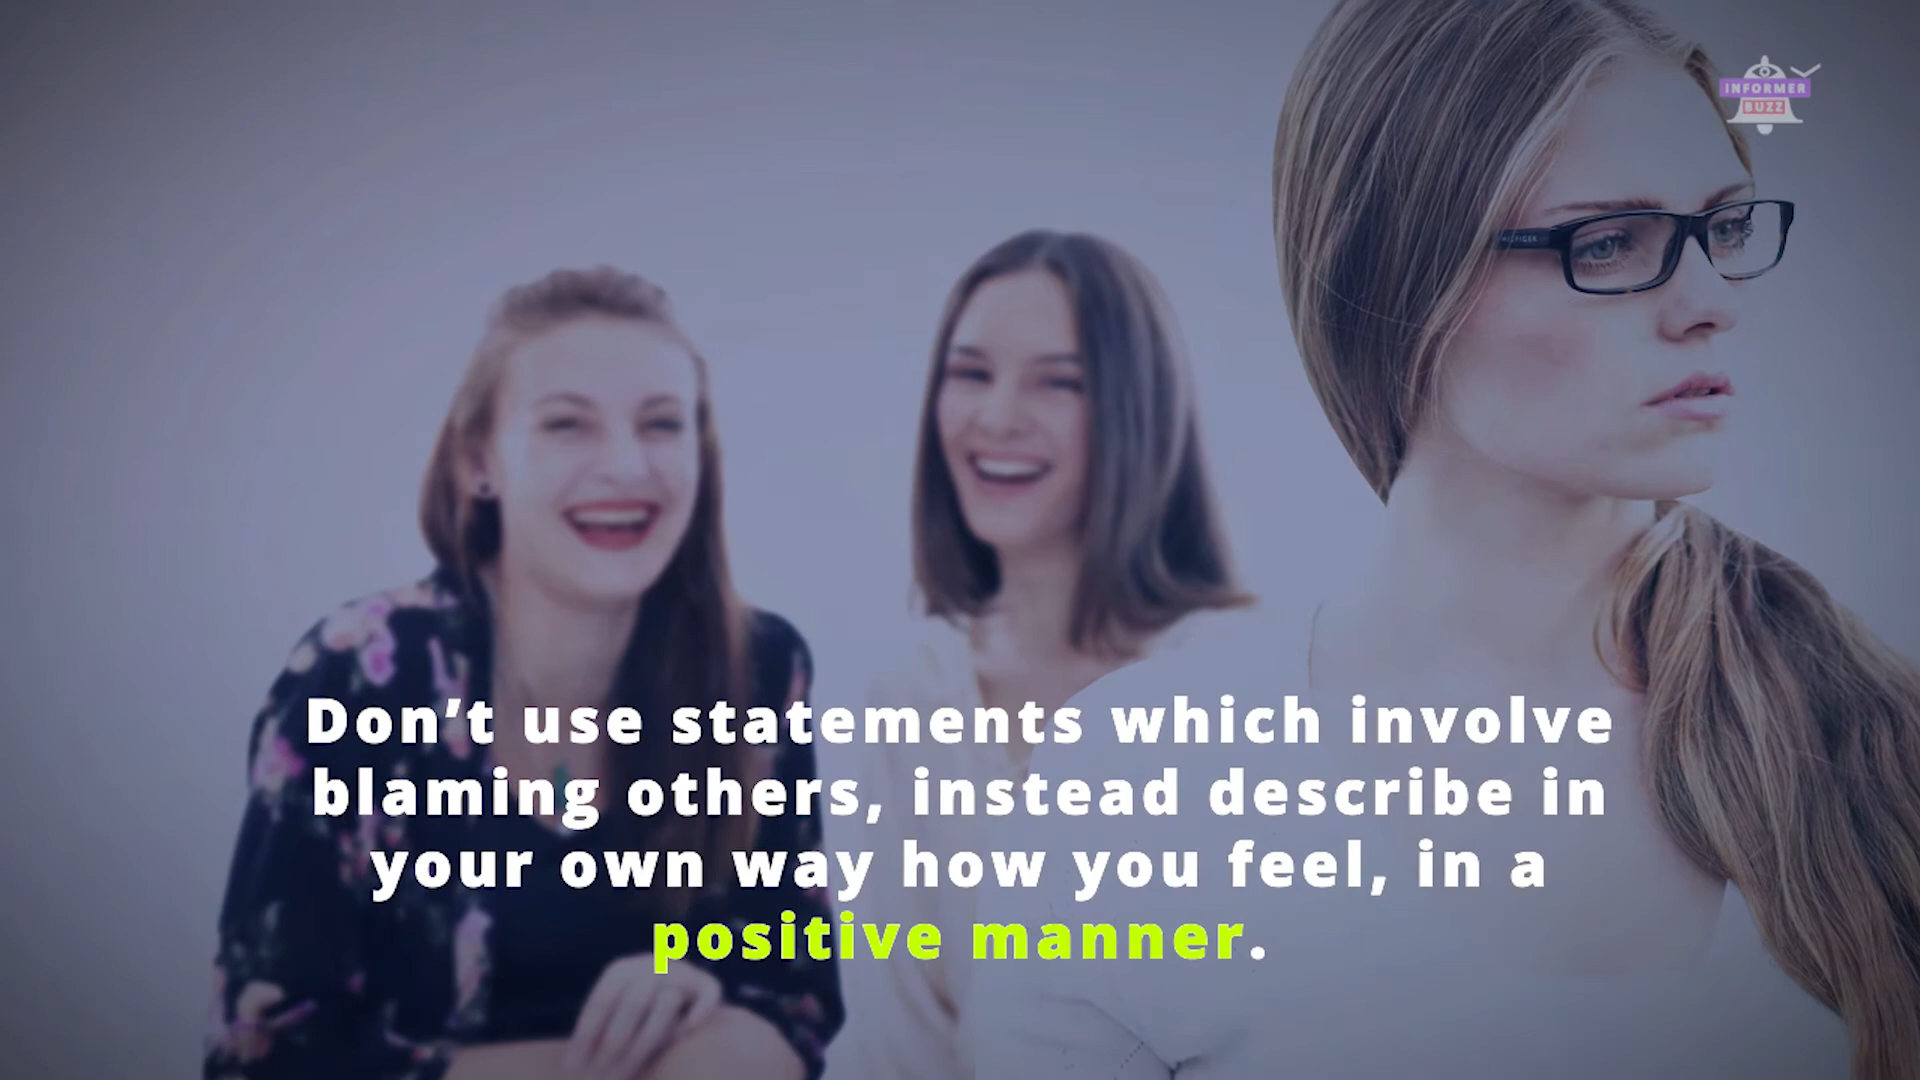 INFORMER
BUZZ
HILFIGER
Don’t use statements which involve
blaming others, instead describe in
your own way how you feel, in a
positive manner.